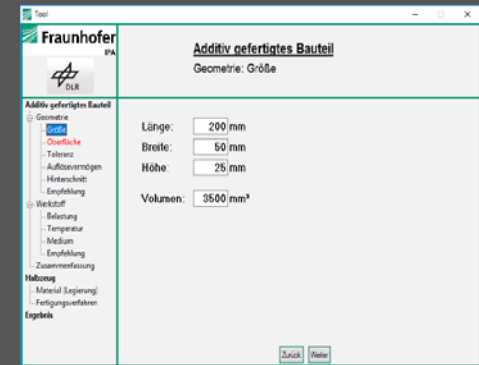 Tool
Fraunhofer
IPA
DLR
Additiv gefertigtes Bauteil
Geometrie: Größe
Additiv gefertigtes Bauteil
Geometrie
Größe
Oberfläche
Toleranz
Auflösevermögen
Hinterschnitt
Empfehlung
Werkstoff
Belastung
Temperatur
Medium
Empfehlung
Zusammenfassung
Halbzeug
Material (Legierung)
Fertigungsverfahren
Ergebnis
Länge: 200 mm
Breite: 50 mm
Höhe: 25 mm
Volumen: 3500 mm³
Zurück Weiter